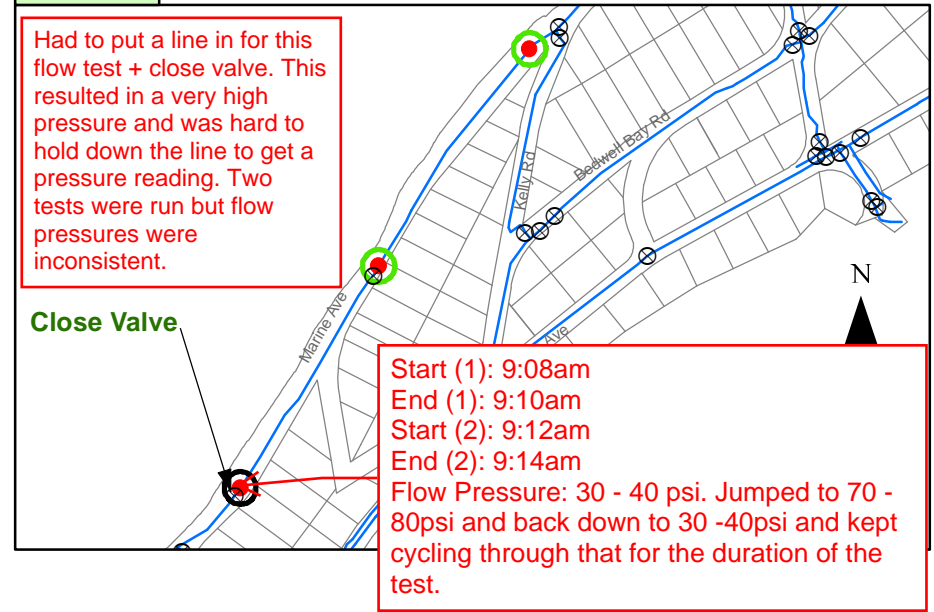 Had to put a line in for this
flow test + close valve. This
resulted in a very high
pressure and was hard to
hold down the line to get a
pressure reading. Two
tests were run but flow
pressures were
inconsistent.
Kelly Rd
Bedwell Bay Rd
N
Close Valve
Marine Ave
Ave
Start (1): 9:08am
End (1): 9:10am
Start (2): 9:12am
End (2): 9:14am
Flow Pressure: 30 - 40 psi. Jumped to 70 -
80psi and back down to 30 -40psi and kept
cycling through that for the duration of the
test.